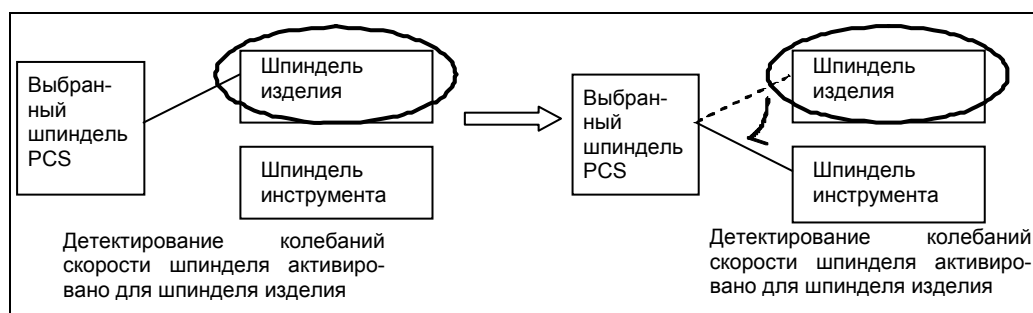 Выбран-
ный
шпиндель
PCS
Шпиндель
изделия
Шпиндель
инструмента
Детектирование колебаний
скорости шпинделя активиро-
вано для шпинделя изделия
Выбран-
ный
шпиндель
PCS
Шпиндель
изделия
Шпиндель
инструмента
Детектирование колебаний
скорости шпинделя активиро-
вано для шпинделя изделия